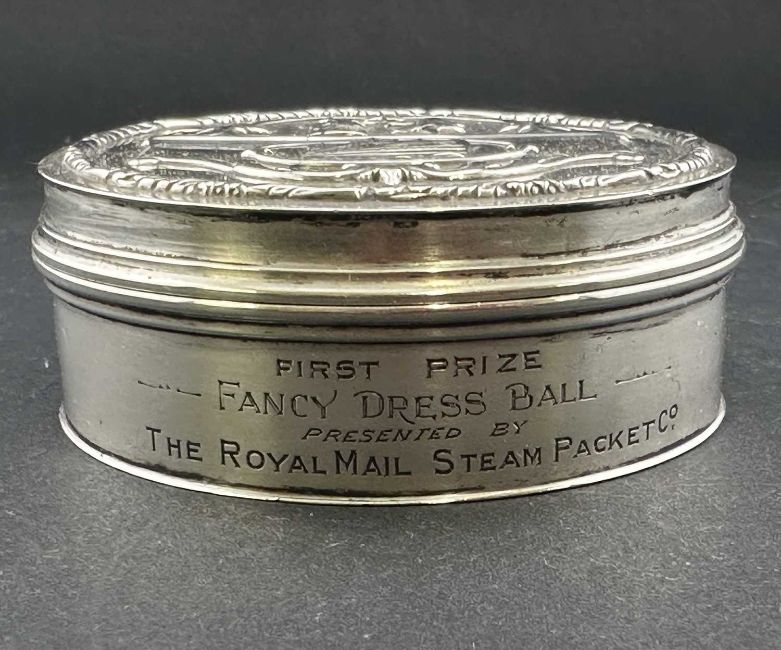 FIRST PRIZE
FANCY DRESS BALL
PRESENTED BY
THE ROYAL MAIL STEAM PACKET Cº